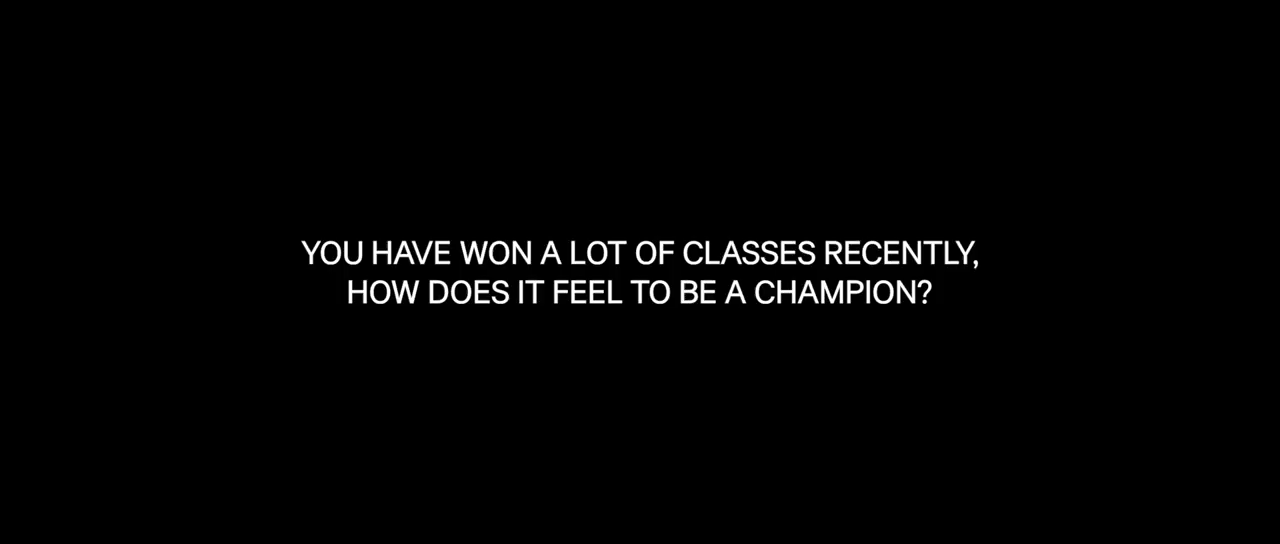 YOU HAVE WON A LOT OF CLASSES RECENTLY,
HOW DOES IT FEEL TO BE A CHAMPION?